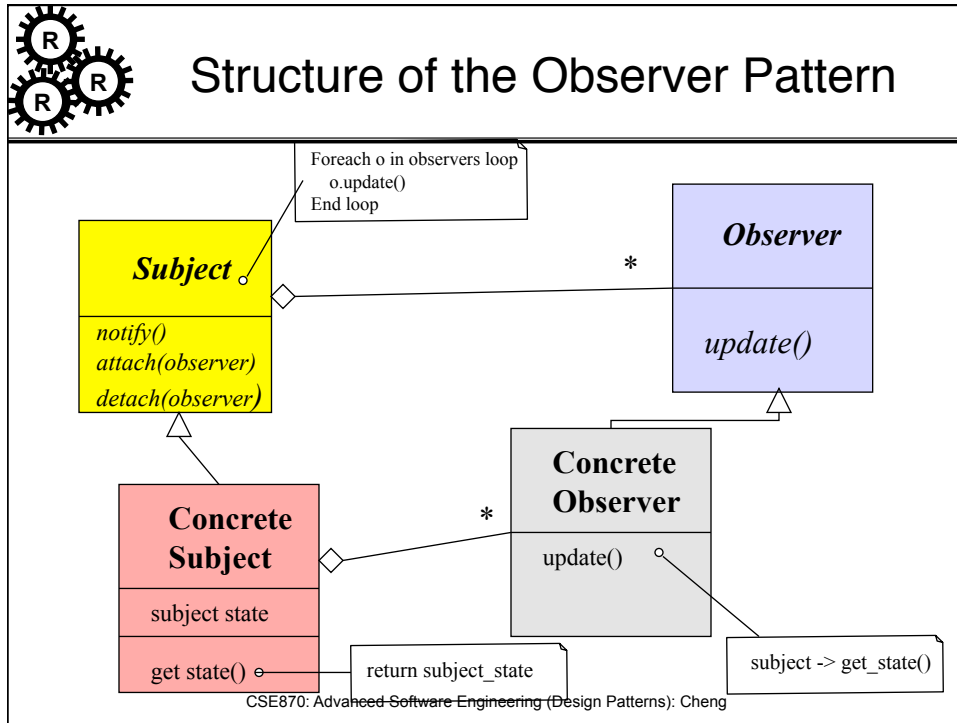 R
R
R
Structure of the Observer Pattern
Foreach o in observers loop
o.update()
End loop
Subject
notify()
attach(observer)
detach(observer)
*
Observer
update()
Concrete
Subject
subject state
get state()
return subject_state
*
Concrete
Observer
update()
subject -> get_state()
CSE870: Advanced Software Engineering (Design Patterns): Cheng